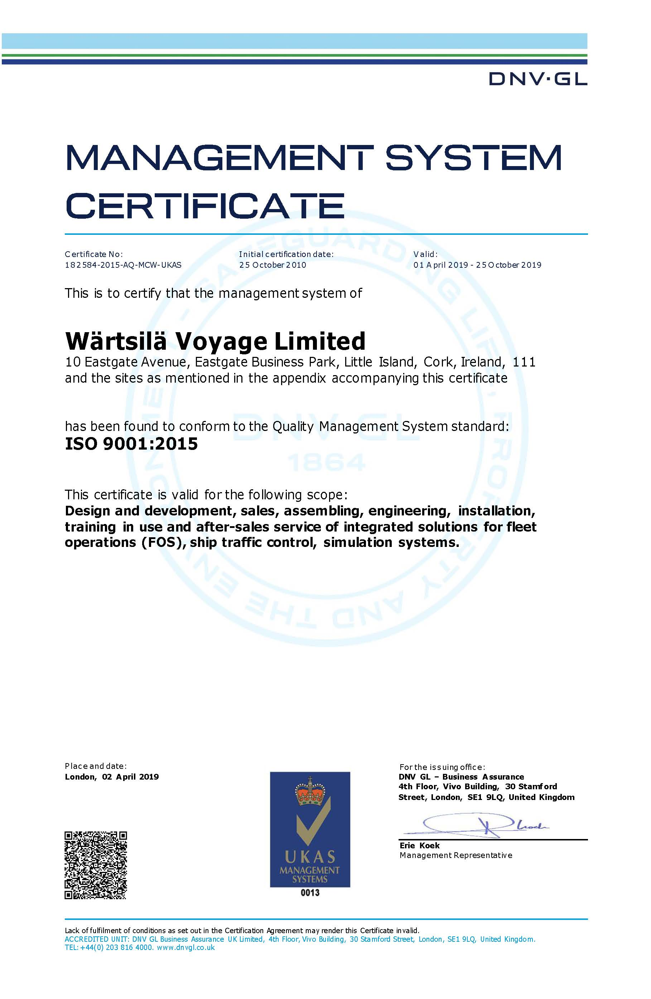 DNV·GL
MANAGEMENT SYSTEM
CERTIFICATE
Certificate No:
182584-2015-AQ-MCW-UKAS
Initial certification date:
25 October 2010
Valid:
01 April 2019 - 25 October 2019
This is to certify that the management system of
Wärtsilä Voyage Limited
10 Eastgate Avenue, Eastgate Business Park, Little Island, Cork, Ireland, 111
and the sites as mentioned in the appendix accompanying this certificate
has been found to conform to the Quality Management System standard:
ISO 9001:2015
This certificate is valid for the following scope:
Design and development, sales, assembling, engineering, installation,
training in use and after-sales service of integrated solutions for fleet
operations (FOS), ship traffic control, simulation systems.
SAFEGUARDING LIFE, PROPERTY AND THE ENVIRONMENT -
DNV·GL
1864
Place and date:
London, 02 April 2019
UKAS
MANAGEMENT
SYSTEMS
0013
For the issuing office:
DNV GL – Business Assurance
4th Floor, Vivo Building, 30 Stamford
Street, London, SE1 9LQ, United Kingdom
Erie Koek
Management Representative
Lack of fulfilment of conditions as set out in the Certification Agreement may render this Certificate invalid.
ACCREDITED UNIT: DNV GL Business Assurance UK Limited, 4th Floor, Vivo Building, 30 Stamford Street, London, SE1 9LQ, United Kingdom.
TEL: +44(0) 203 816 4000. www.dnvgl.co.uk